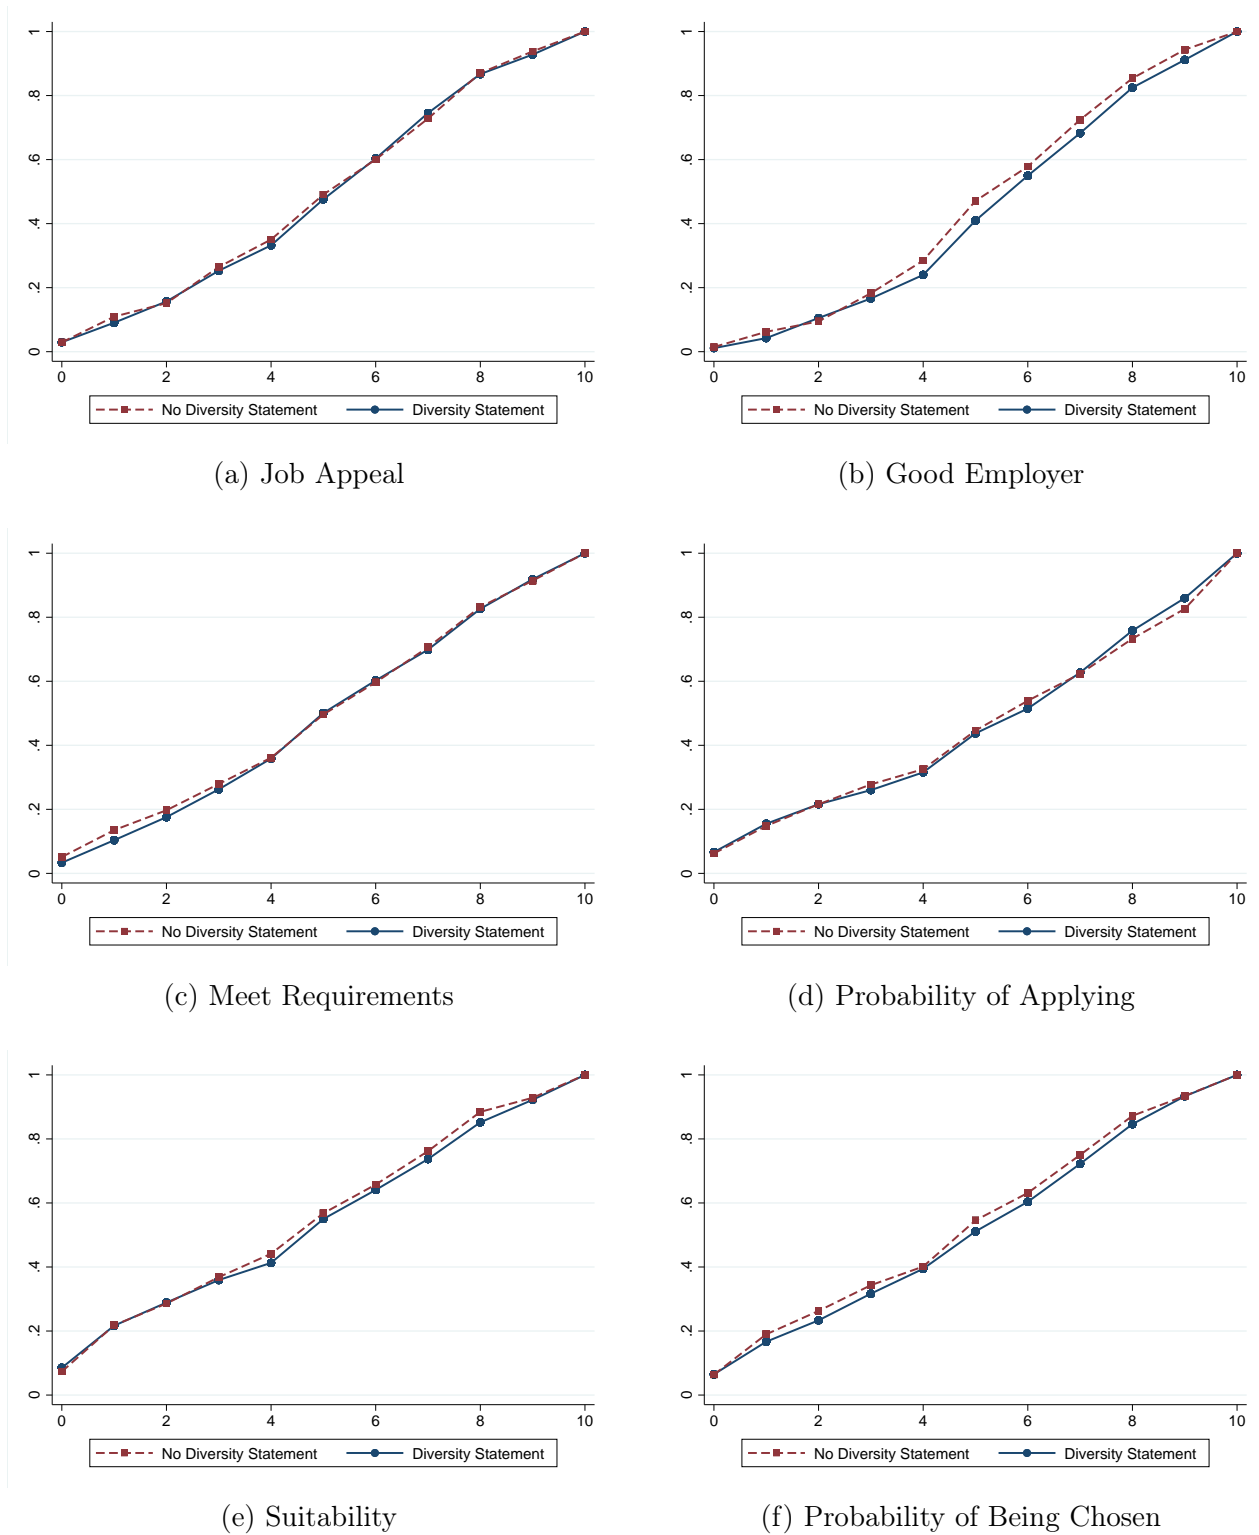 1
.8
.6
.4
.2
0
0 2 4 6 8 10
No Diversity Statement Diversity Statement
(a) Job Appeal
1
.8
.6
.4
.2
0
0 2 4 6 8 10
No Diversity Statement Diversity Statement
(b) Good Employer
1
.8
.6
.4
.2
0
0 2 4 6 8 10
No Diversity Statement Diversity Statement
(c) Meet Requirements
1
.8
.6
.4
.2
0
0 2 4 6 8 10
No Diversity Statement Diversity Statement
(d) Probability of Applying
1
.8
.6
.4
.2
0
0 2 4 6 8 10
No Diversity Statement Diversity Statement
(e) Suitability
1
.8
.6
.4
.2
0
0 2 4 6 8 10
No Diversity Statement Diversity Statement
(f) Probability of Being Chosen